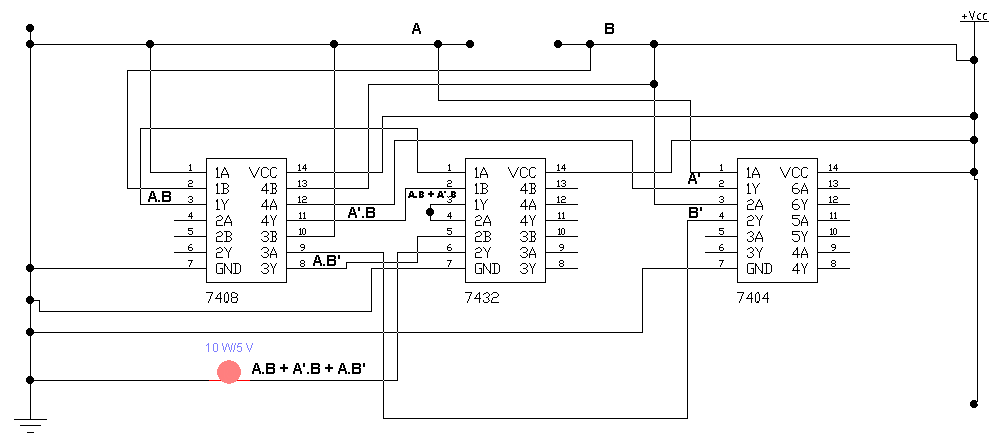 A B +Vcc
1 1A VCC 14 1 1A VCC 14 1 1A VCC 14
A'
2 1B 4B 13 2 1B 4B 13 2 1Y 6A 13
A.B A.B + A'.B
3 1Y 4A 12 3 1Y 4A 12 3 2A 6Y 12
4 2A 4Y 11 A'.B 4 2A 4Y 11 B' 4 2Y 5A 11
5 2B 3B 10 5 2B 3B 10 5 3A 5Y 10
6 2Y 3A 9 6 2Y 3A 9 6 3Y 4A 9
7 GND 3Y 8 A.B' 7 GND 3Y 8 7 GND 4Y 8
7408 7432 7404
10 W/5 V
A.B + A'.B + A.B'